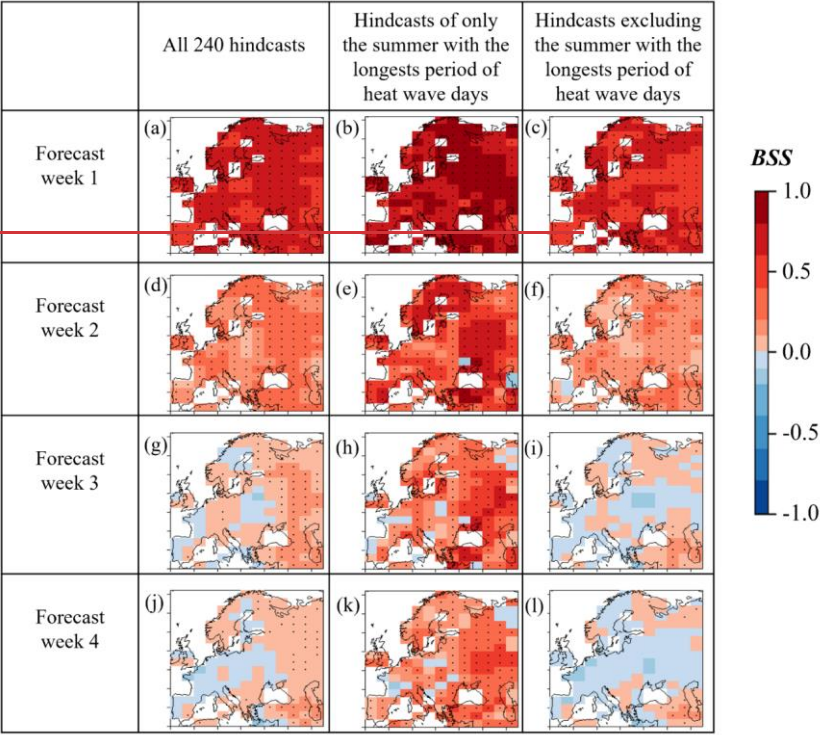 All 240 hindcasts
Hindcasts of only
the summer with the
longests period of
heat wave days
Hindcasts excluding
the summer with the
longests period of
heat wave days
Forecast
week 1
(a)
(b)
(c)
Forecast
week 2
(d)
(e)
(f)
Forecast
week 3
(g)
(h)
(i)
Forecast
week 4
(j)
(k)
(l)
BSS
1.0
0.5
0.0
-0.5
-1.0